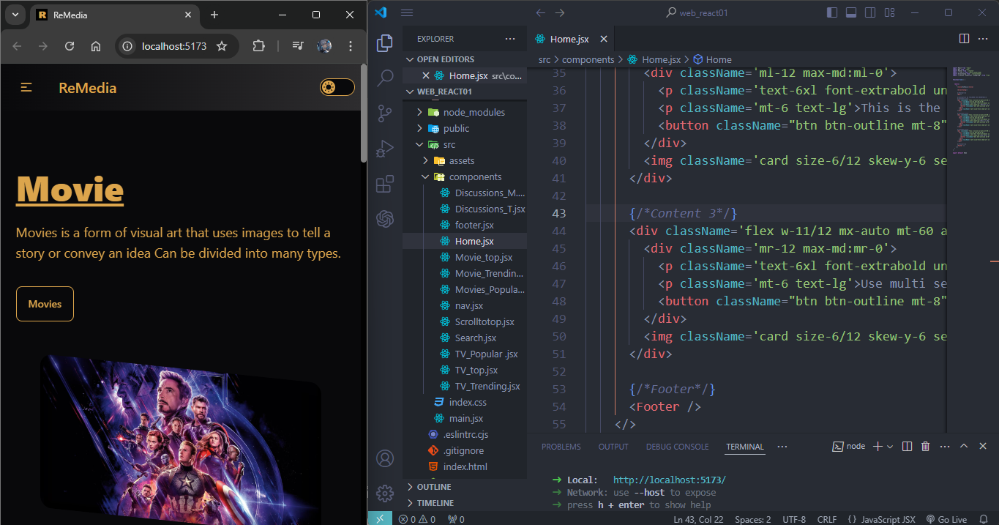 ReMedia
localhost:5173
ReMedia
Movie
Movies is a form of visual art that uses images to tell a
story or convey an idea Can be divided into many types.
Movies
web_react01
EXPLORER
OPEN EDITORS
Home.jsx src\co...
WEB_REACT01
node_modules
public
src
assets
components
Discussions_M....
Discussions_T.jsx
footer.jsx
Home.jsx
Movie_top.jsx
Movie_Trendin...
Movies_Popula...
nav.jsx
Scrolltotop.jsx
Search.jsx
TV_Popular .jsx
TV_top.jsx
TV_Trending.jsx
index.css
main.jsx
.eslintrc.cjs
.gitignore
index.html
OUTLINE
TIMELINE
Home.jsx
src > components > Home.jsx > Home
35 <div className='ml-12 max-md:ml-0'>
36 <p className='text-6xl font-extrabold un
37 <p className='mt-6 text-lg'>This is the
38 <button className="btn btn-outline mt-8"
39 </div>
40 <img className='card size-6/12 skew-y-6 se
41 </div>
42
43 {/*Content 3*/}
44 <div className='flex w-11/12 mx-auto mt-60 a
45 <div className='mr-12 max-md:mr-0'>
46 <p className='text-6xl font-extrabold un
47 <p className='mt-6 text-lg'>Use multi se
48 <button className="btn btn-outline mt-8"
49 </div>
50 <img className='card size-6/12 skew-y-6 se
51 </div>
52
53 {/*Footer*/}
54 <Footer />
55 </>
PROBLEMS OUTPUT DEBUG CONSOLE TERMINAL node
➜ Local: http://localhost:5173/
➜ Network: use --host to expose
➜ press h + enter to show help
0 0 0 Ln 43, Col 22 Spaces: 2 UTF-8 CRLF {} JavaScript JSX Go Live